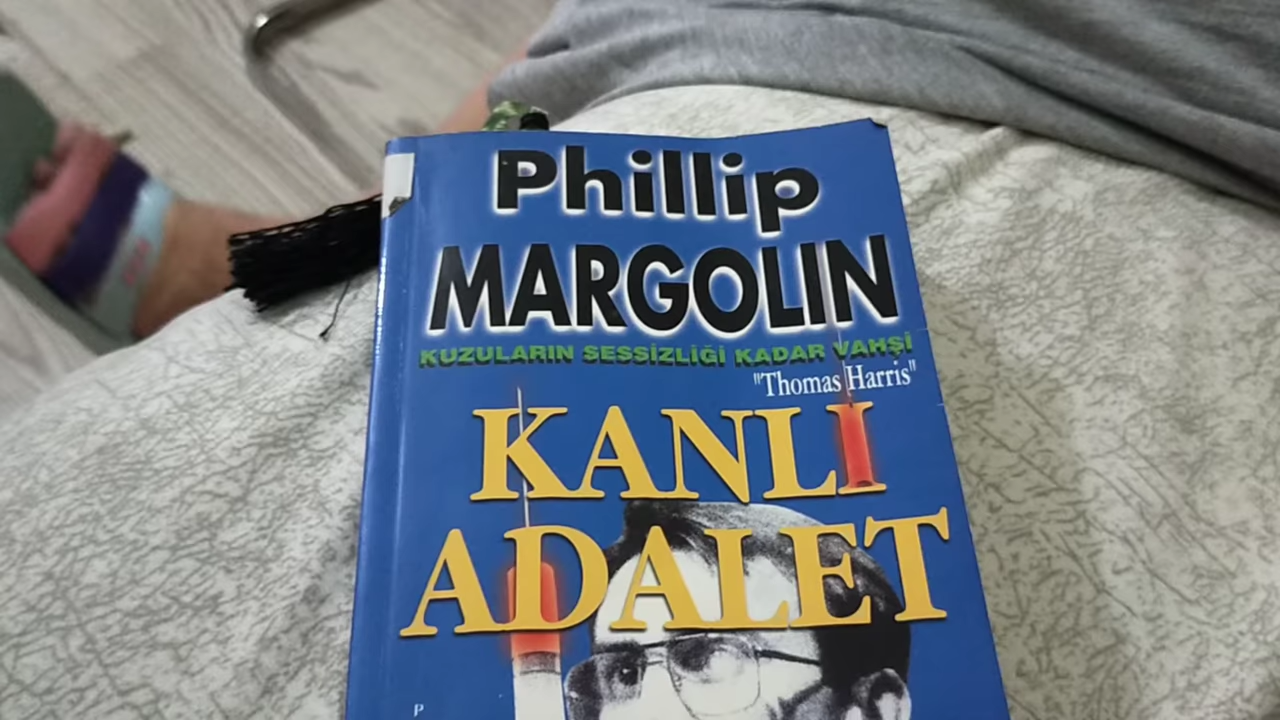 Phillip
MARGOLIN
KUZULARIN SESSİZLİĞİ KADAR VAHŞİ
"Thomas Harris"
KANLI
ADALET
P